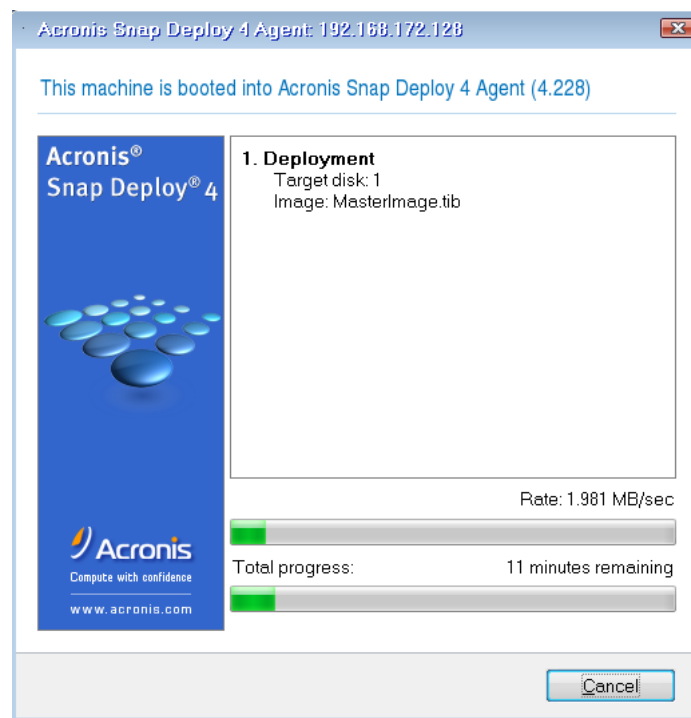 Acronis Snap Deploy 4 Agent: 192.168.172.128
This machine is booted into Acronis Snap Deploy 4 Agent (4.228)
Acronis®
Snap Deploy® 4
1. Deployment
Target disk: 1
Image: MasterImage.tib
Rate: 1.981 MB/sec
Total progress: 11 minutes remaining
Acronis
Compute with confidence
www.acronis.com
Cancel